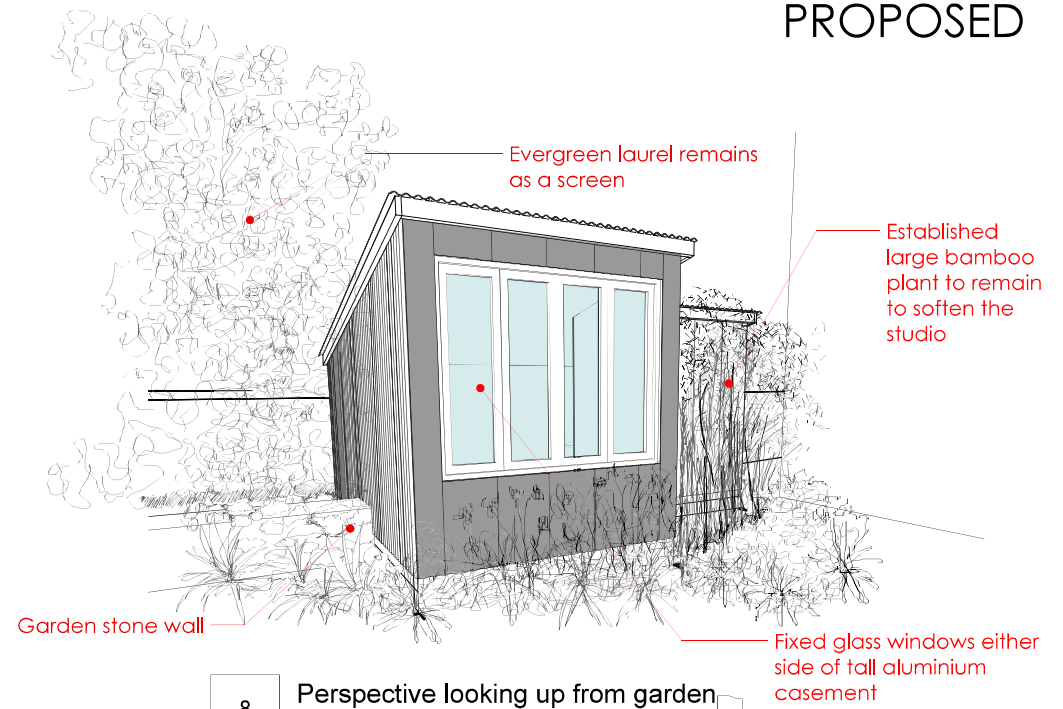 PROPOSED
Evergreen laurel remains
as a screen
Established
large bamboo
plant to remain
to soften the
studio
Garden stone wall
Fixed glass windows either
side of tall aluminium
casement
8
Perspective looking up from garden